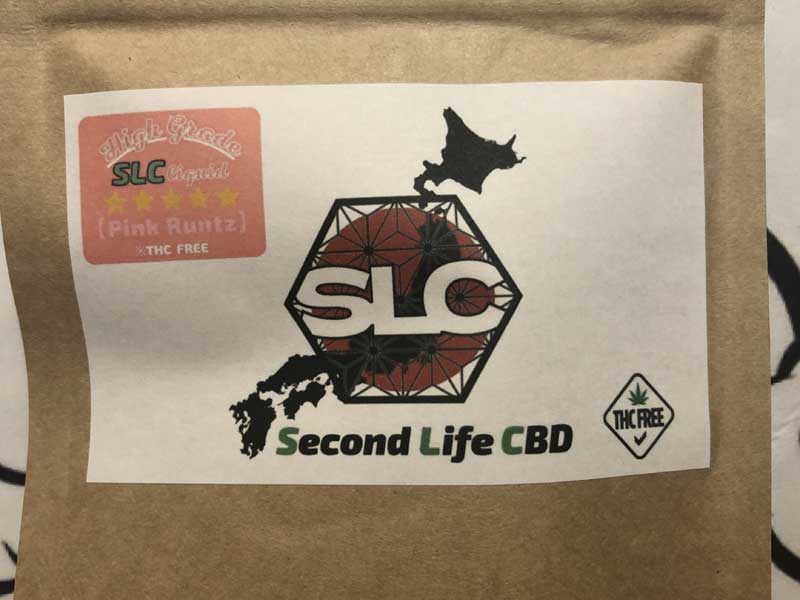 High Grade
SLC Liquid
[Pink Runtz]
※THC FREE
SLC
Second Life CBD
THC FREE